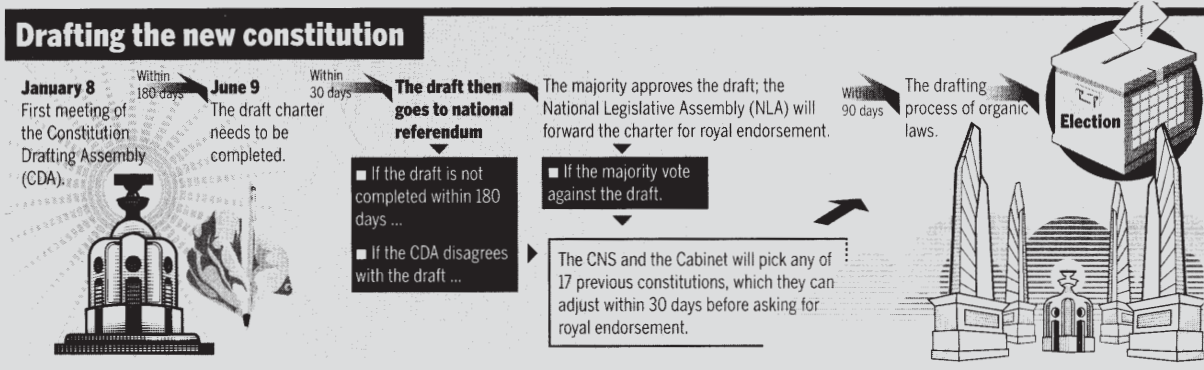 Drafting the new constitution
January 8
First meeting of
the Constitution
Drafting Assembly
(CDA).
Within
180 days
June 9
The draft charter
needs to be
completed.
Within
30 days
The draft then
goes to national
referendum
■ If the draft is not
completed within 180
days ...
■ If the CDA disagrees
with the draft ...
The majority approves the draft; the
National Legislative Assembly (NLA) will
forward the charter for royal endorsement.
■ If the majority vote
against the draft.
The CNS and the Cabinet will pick any of
17 previous constitutions, which they can
adjust within 30 days before asking for
royal endorsement.
Within
90 days
The drafting
process of organic
laws.
Election